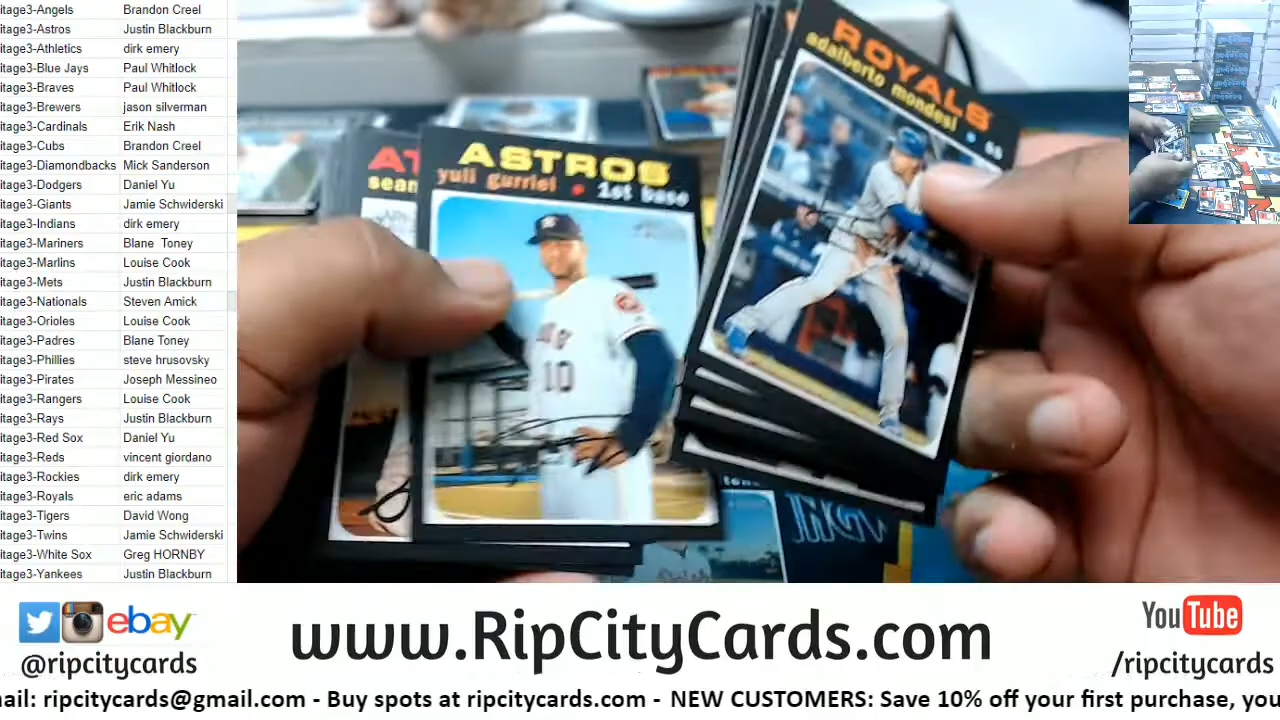 itage3-Angels Brandon Creel
itage3-Astros Justin Blackburn
itage3-Athletics dirk emery
itage3-Blue Jays Paul Whitlock
itage3-Braves Paul Whitlock
itage3-Brewers jason silverman
itage3-Cardinals Erik Nash
itage3-Cubs Brandon Creel
itage3-Diamondbacks Mick Sanderson
itage3-Dodgers Daniel Yu
itage3-Giants Jamie Schwiderski
itage3-Indians dirk emery
itage3-Mariners Blane Toney
itage3-Marlins Louise Cook
itage3-Mets Justin Blackburn
itage3-Nationals Steven Amick
itage3-Orioles Louise Cook
itage3-Padres Blane Toney
itage3-Phillies steve hrusovsky
itage3-Pirates Joseph Messineo
itage3-Rangers Louise Cook
itage3-Rays Justin Blackburn
itage3-Red Sox Daniel Yu
itage3-Reds vincent giordano
itage3-Rockies dirk emery
itage3-Royals eric adams
itage3-Tigers David Wong
itage3-Twins Jamie Schwiderski
itage3-White Sox Greg HORNBY
itage3-Yankees Justin Blackburn
AT
sean
ASTROS
yuli gurriel • 1st base
10
ROYALS
adalberto mondesi • ss
ebay
@ripcitycards
www.RipCityCards.com
YouTube
/ripcitycards
nail: ripcitycards@gmail.com - Buy spots at ripcitycards.com - NEW CUSTOMERS: Save 10% off your first purchase, you